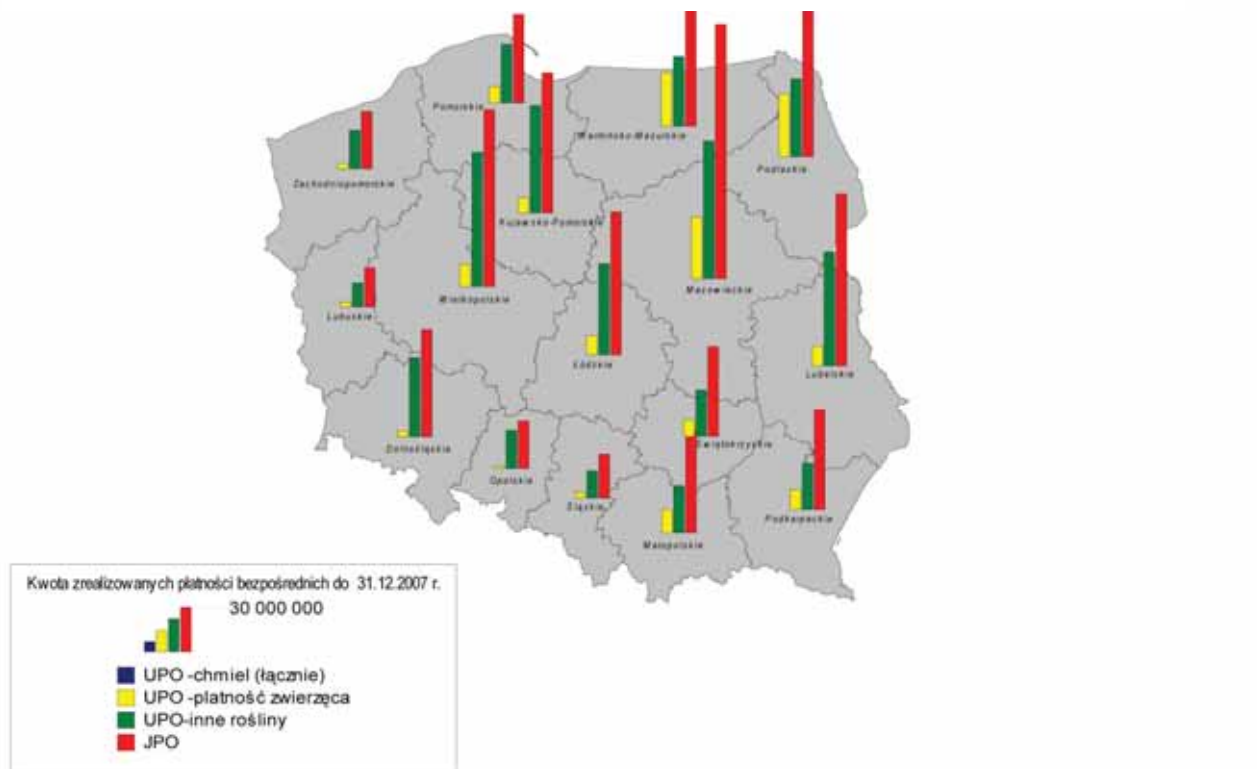 Pomorskie
Warmińsko-Mazurskie
Podlaskie
Zachodniopomorskie
Kujawsko-Pomorskie
Wielkopolskie
Mazowieckie
Lubuskie
Łódzkie
Lubelskie
Dolnośląskie
Świętokrzyskie
Opolskie
Śląskie
Podkarpackie
Małopolskie
Kwota zrealizowanych płatności bezpośrednich do 31.12.2007 r.
30 000 000
UPO -chmiel (łącznie)
UPO -płatność zwierzęca
UPO-inne rośliny
JPO